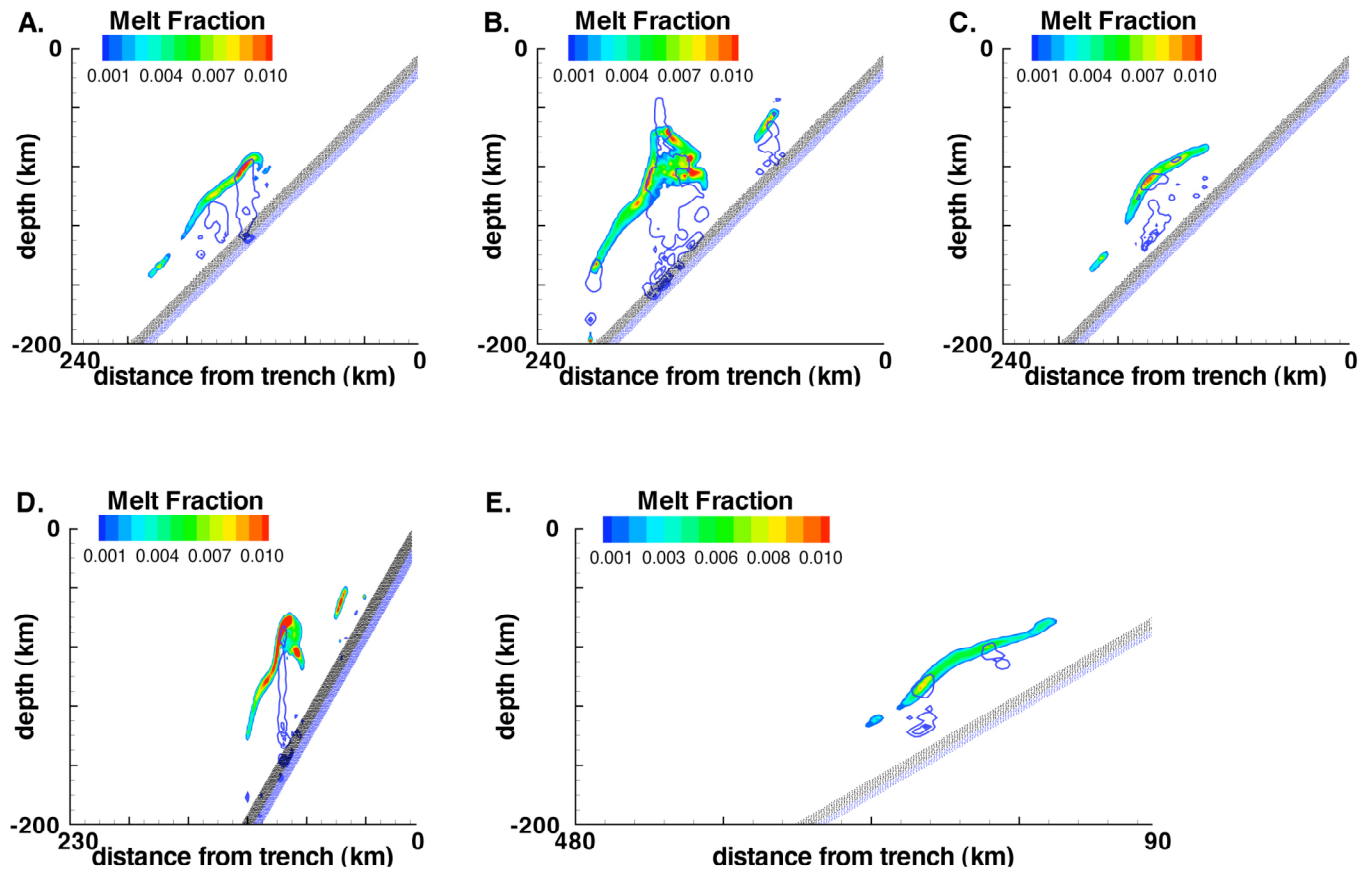 A.
Melt Fraction
0.001 0.004 0.007 0.010
0
depth (km)
-200
240
0
distance from trench (km)
B.
Melt Fraction
0.001 0.004 0.007 0.010
0
depth (km)
-200
240
0
distance from trench (km)
C.
Melt Fraction
0.001 0.004 0.007 0.010
0
depth (km)
-200
240
0
distance from trench (km)
D.
Melt Fraction
0.001 0.004 0.007 0.010
0
depth (km)
-200
230
0
distance from trench (km)
E.
Melt Fraction
0.001 0.003 0.006 0.008 0.010
0
depth (km)
-200
480
90
distance from trench (km)